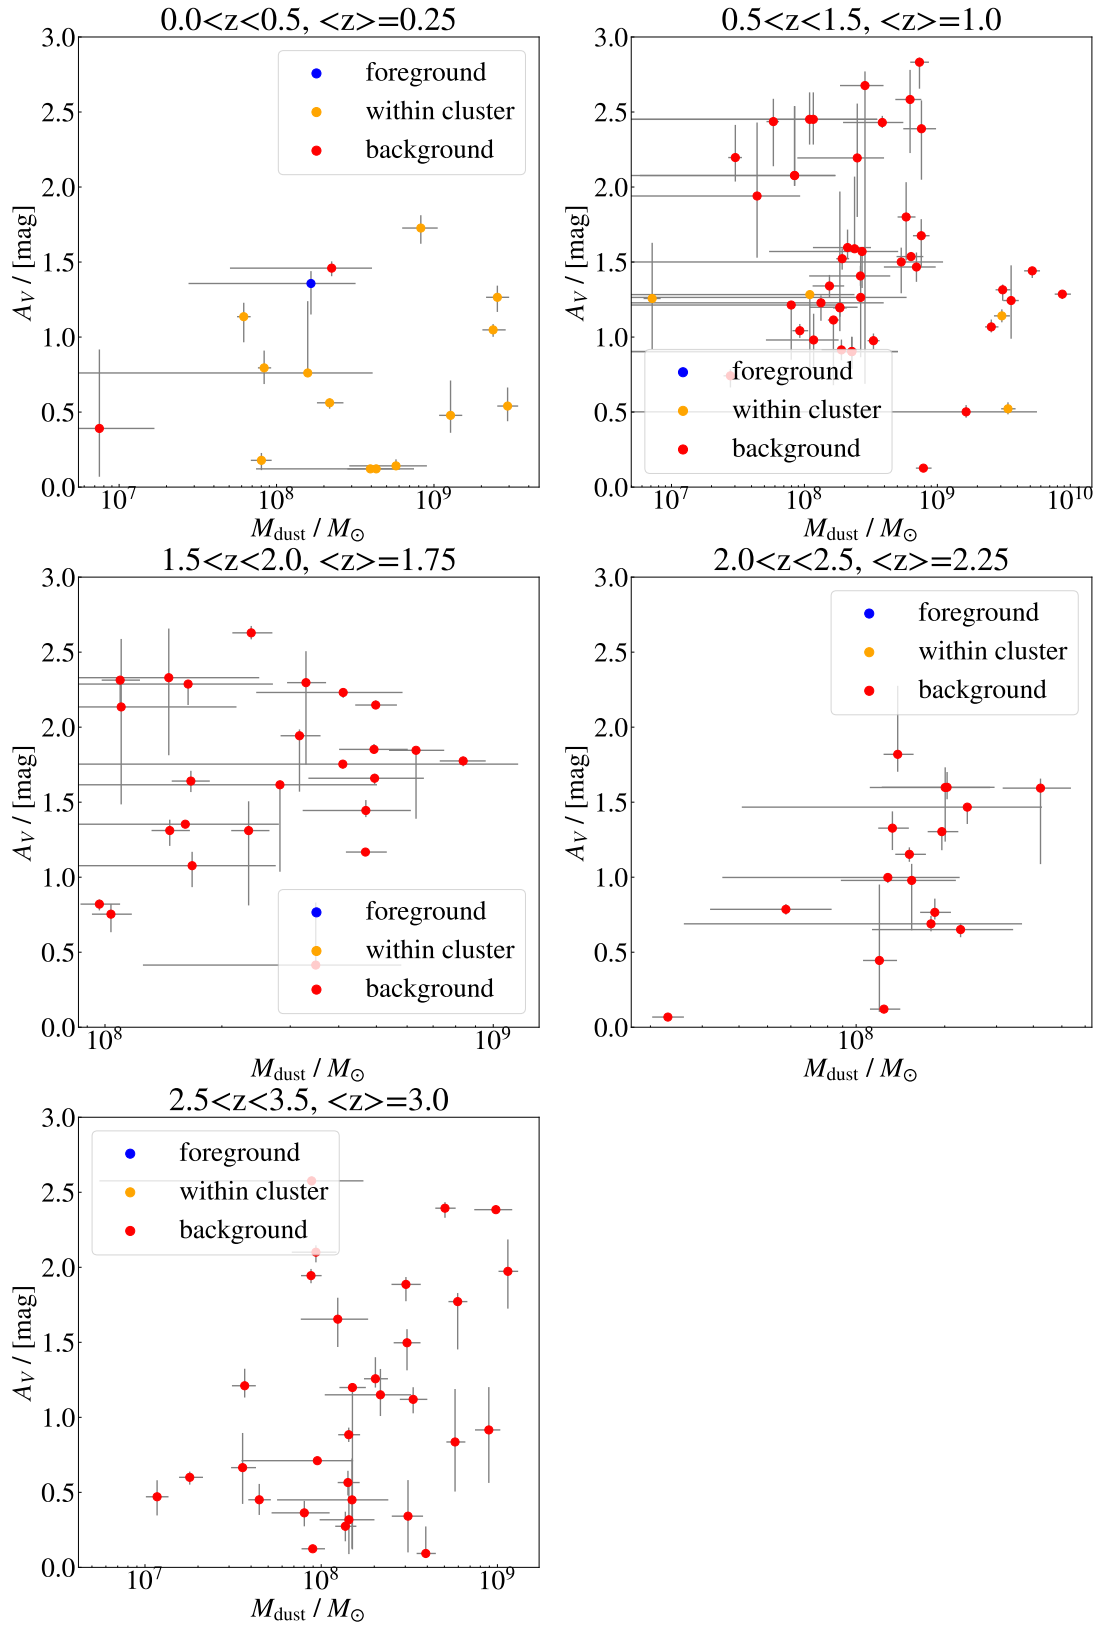 0.0<z<0.5, <z>=0.25
3.0
2.5
2.0
1.5
1.0
0.5
0.0
A_V / [mag]
foreground
within cluster
background
10^7
10^8
10^9
M_dust / M_⊙
0.5<z<1.5, <z>=1.0
3.0
2.5
2.0
1.5
1.0
0.5
0.0
A_V / [mag]
foreground
within cluster
background
10^7
10^8
10^9
10^10
M_dust / M_⊙
1.5<z<2.0, <z>=1.75
3.0
2.5
2.0
1.5
1.0
0.5
0.0
A_V / [mag]
foreground
within cluster
background
10^8
10^9
M_dust / M_⊙
2.0<z<2.5, <z>=2.25
3.0
2.5
2.0
1.5
1.0
0.5
0.0
A_V / [mag]
foreground
within cluster
background
10^8
M_dust / M_⊙
2.5<z<3.5, <z>=3.0
3.0
2.5
2.0
1.5
1.0
0.5
0.0
A_V / [mag]
foreground
within cluster
background
10^7
10^8
10^9
M_dust / M_⊙